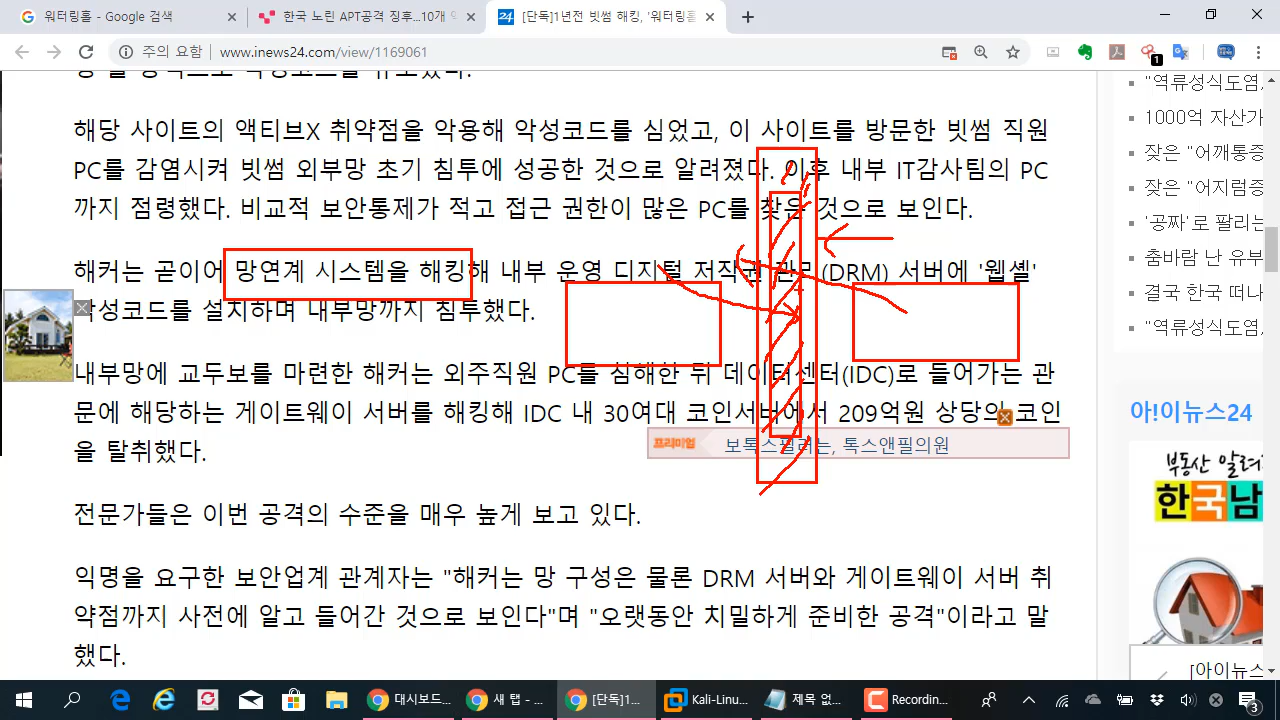 워터링홀 - Google 검색
한국 노린 APT공격 징후...10개
[단독]1년전 빗썸 해킹, '워터링홀
주의 요함
www.inews24.com/view/1169061
1
해당 사이트의 액티브X 취약점을 악용해 악성코드를 심었고, 이 사이트를 방문한 빗썸 직원
PC를 감염시켜 빗썸 외부망 초기 침투에 성공한 것으로 알려졌다. 이후 내부 IT감사팀의 PC
까지 점령했다. 비교적 보안통제가 적고 접근 권한이 많은 PC를 찾은 것으로 보인다.
해커는 곧이어 망연계 시스템을 해킹해 내부 운영 디지털 저작권 관리(DRM) 서버에 '웹셸'
악성코드를 설치하며 내부망까지 침투했다.
내부망에 교두보를 마련한 해커는 외주직원 PC를 침해한 뒤 데이터센터(IDC)로 들어가는 관
문에 해당하는 게이트웨이 서버를 해킹해 IDC 내 30여대 코인서버에서 209억원 상당의 코인
을 탈취했다.
프리미엄 보톡스필러는, 톡스앤필의원
전문가들은 이번 공격의 수준을 매우 높게 보고 있다.
익명을 요구한 보안업계 관계자는 "해커는 망 구성은 물론 DRM 서버와 게이트웨이 서버 취
약점까지 사전에 알고 들어간 것으로 보인다"며 "오랫동안 치밀하게 준비한 공격"이라고 말
했다.
"역류성식도염,
1000억 자산가
잦은 "어깨통증
잦은 "어지럼증
'공짜'로 팔리는
춤바람 난 유부
결국 한국 떠나
"역류성식도염,
아!이뉴스24
부동산 알려
한국남
[아이뉴스
대시보드...
새 탭 - ...
[단독]1...
Kali-Linu...
제목 없...
Recordin...
3